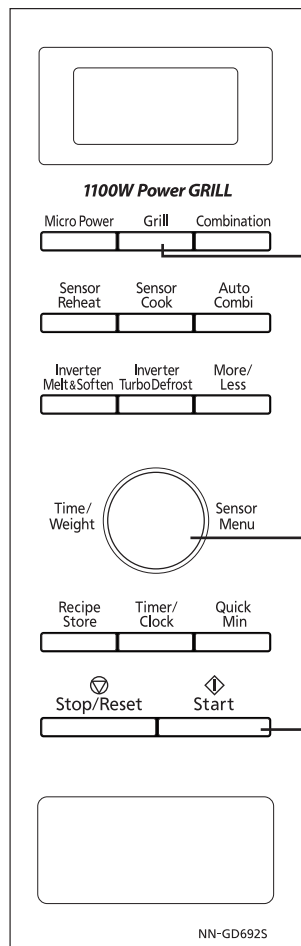 1100W Power GRILL
Micro Power Grill Combination
Sensor Reheat
Sensor Cook
Auto Combi
Inverter Melt & Soften
Inverter TurboDefrost
More/ Less
Time/ Weight
Sensor Menu
Recipe Store
Timer/ Clock
Quick Min
Stop/Reset
Start
NN-GD692S